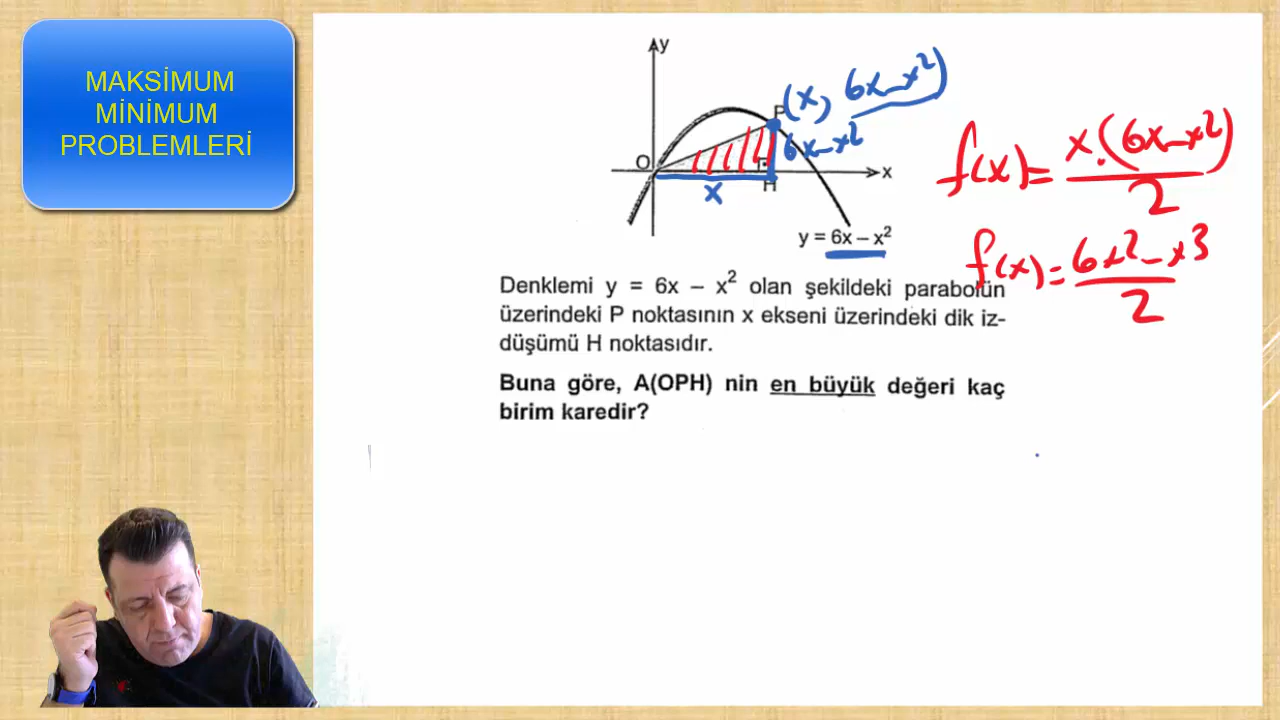 MAKSİMUM
MİNİMUM
PROBLEMLERİ
y
(x, 6x-x²)
P
6x-x²
O
x
H
x
y = 6x – x²
f(x)= x.(6x-x²)/2
f(x)= 6x²-x3/2
Denklemi y = 6x – x² olan şekildeki parabolün
üzerindeki P noktasının x ekseni üzerindeki dik iz-
düşümü H noktasıdır.
Buna göre, A(OPH) nin en büyük değeri kaç
birim karedir?